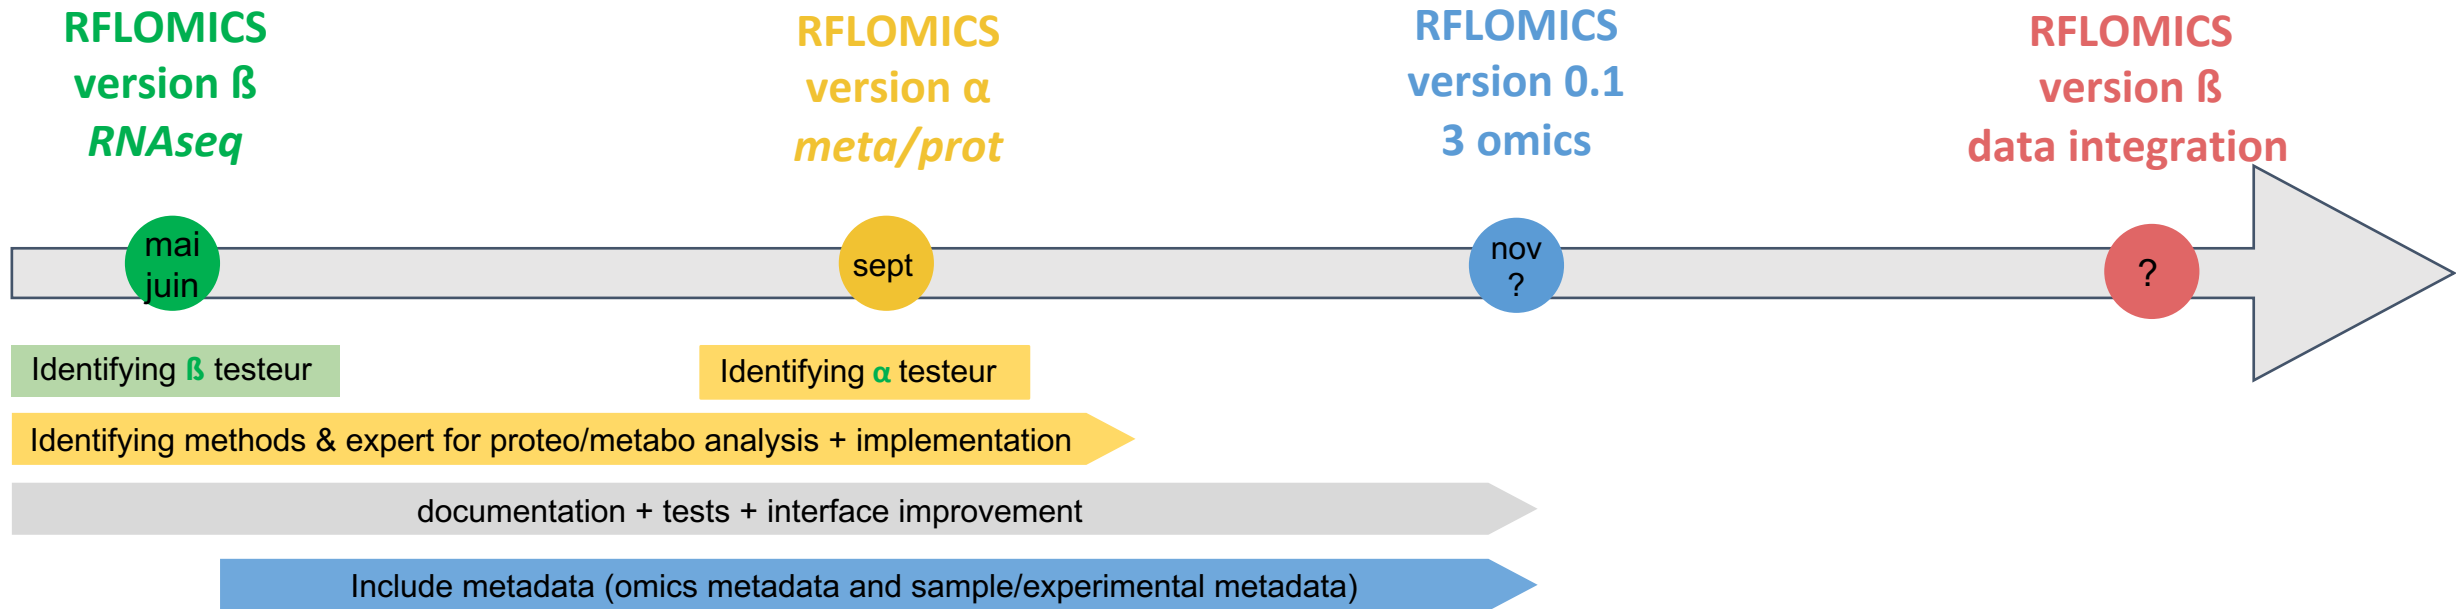 RFLOMICS
version ß
RNAseq
RFLOMICS
version α
meta/prot
RFLOMICS
version 0.1
3 omics
RFLOMICS
version ß
data integration
mai
juin
sept
nov
?
?
Identifying ß testeur
Identifying α testeur
Identifying methods & expert for proteo/metabo analysis + implementation
documentation + tests + interface improvement
Include metadata (omics metadata and sample/experimental metadata)